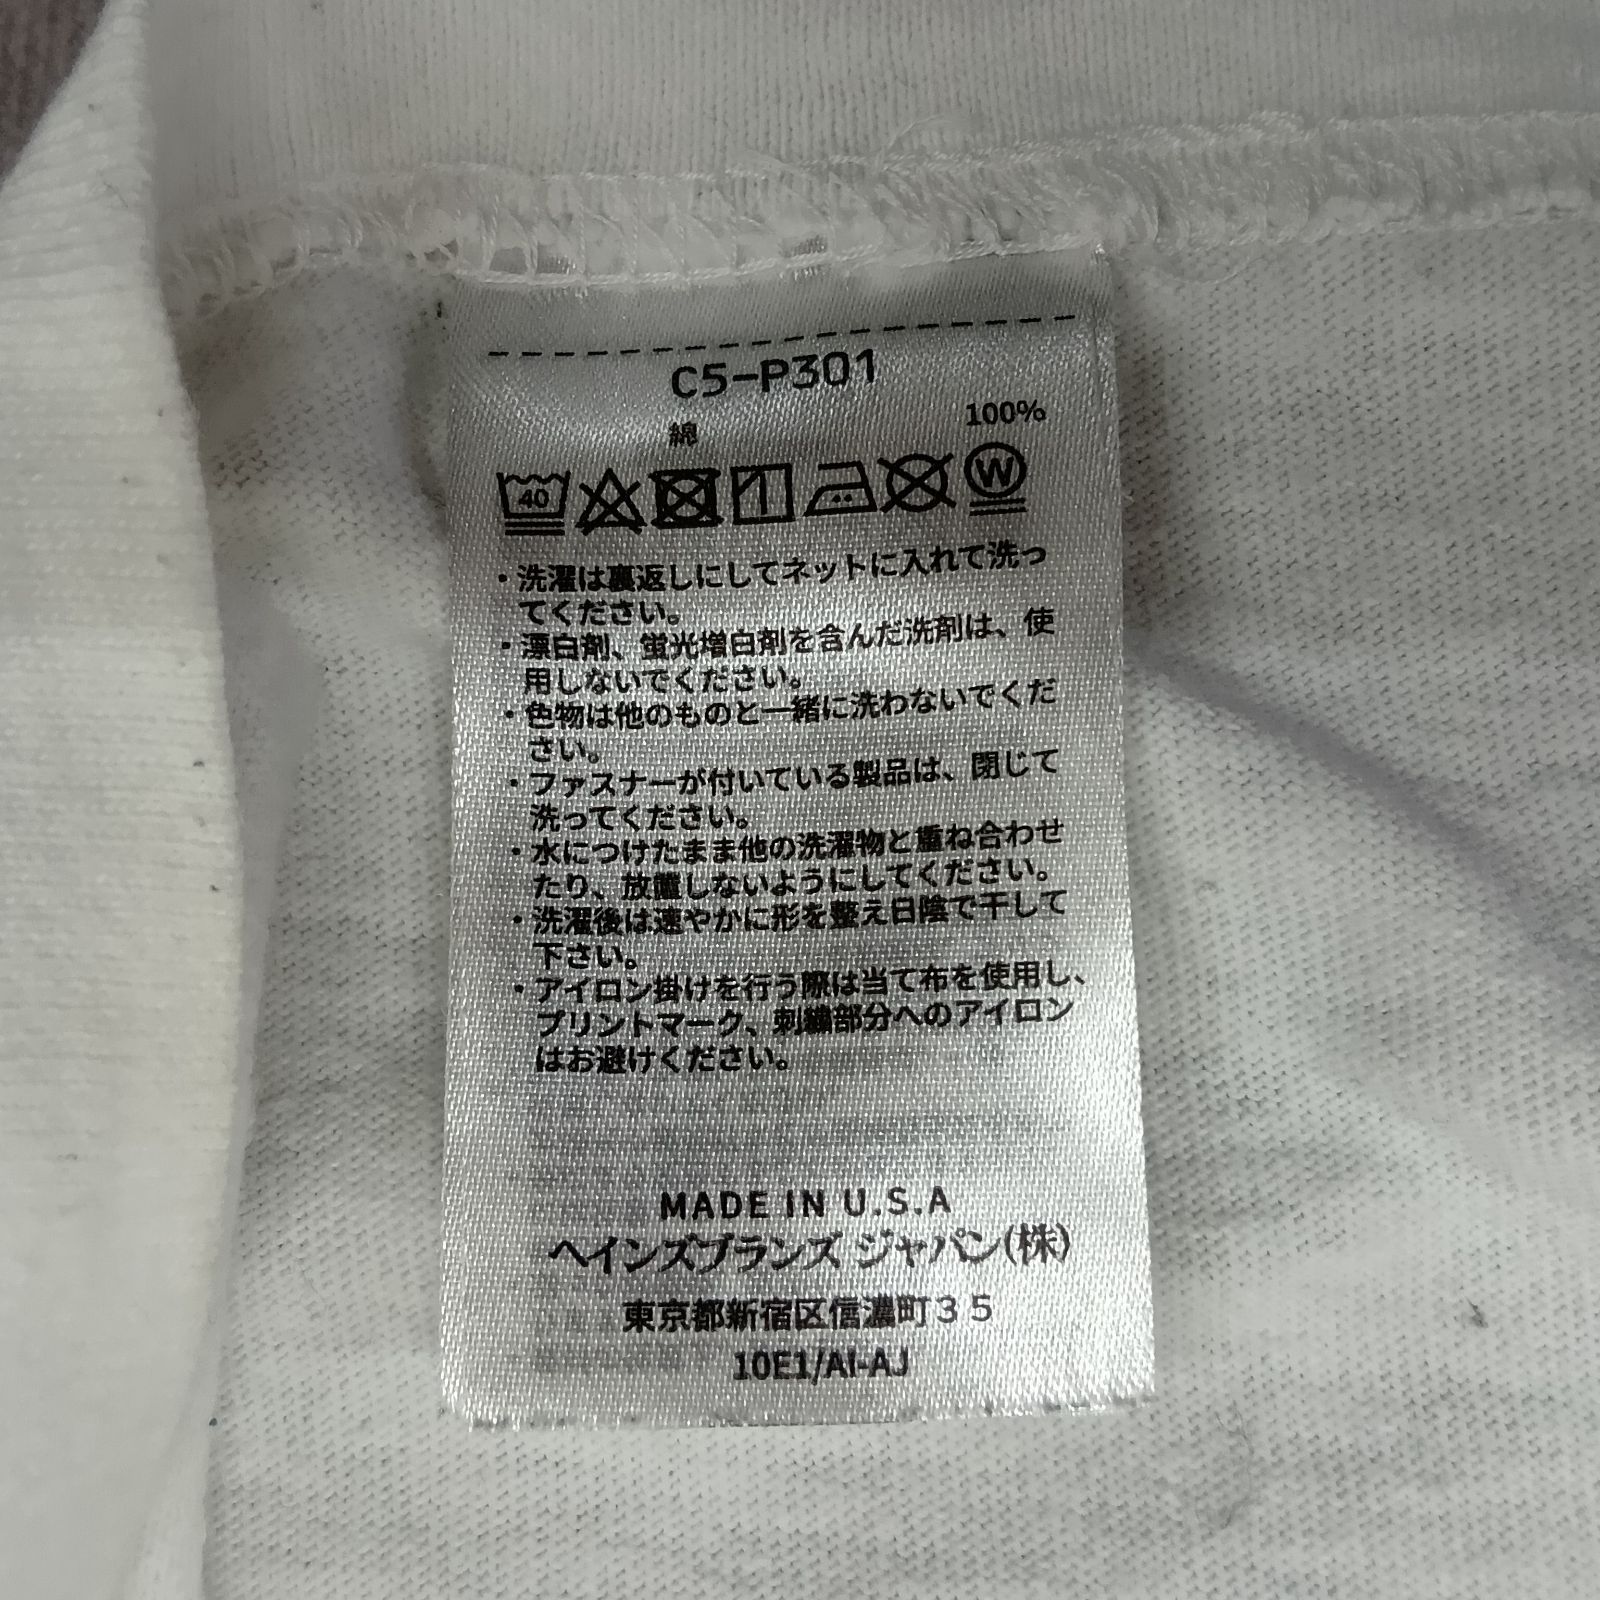 C5-P301
綿 100%
40 W
・洗濯は裏返しにしてネットに入れて洗っ
てください。
・漂白剤、蛍光増白剤を含んだ洗剤は、使
用しないでください。
・色物は他のものと一緒に洗わないでくだ
さい。
・ファスナーが付いている製品は、閉じて
洗ってください。
・水につけたまま他の洗濯物と重ね合わせ
たり、放置しないようにしてください。
・洗濯後は速やかに形を整え日陰で干して
下さい。
・アイロン掛けを行う際は当て布を使用し、
プリントマーク、刺繍部分へのアイロン
はお避けください。
MADE IN U.S.A
ヘインズブランズ ジャパン(株)
東京都新宿区信濃町３５
10E1/AI-AJ